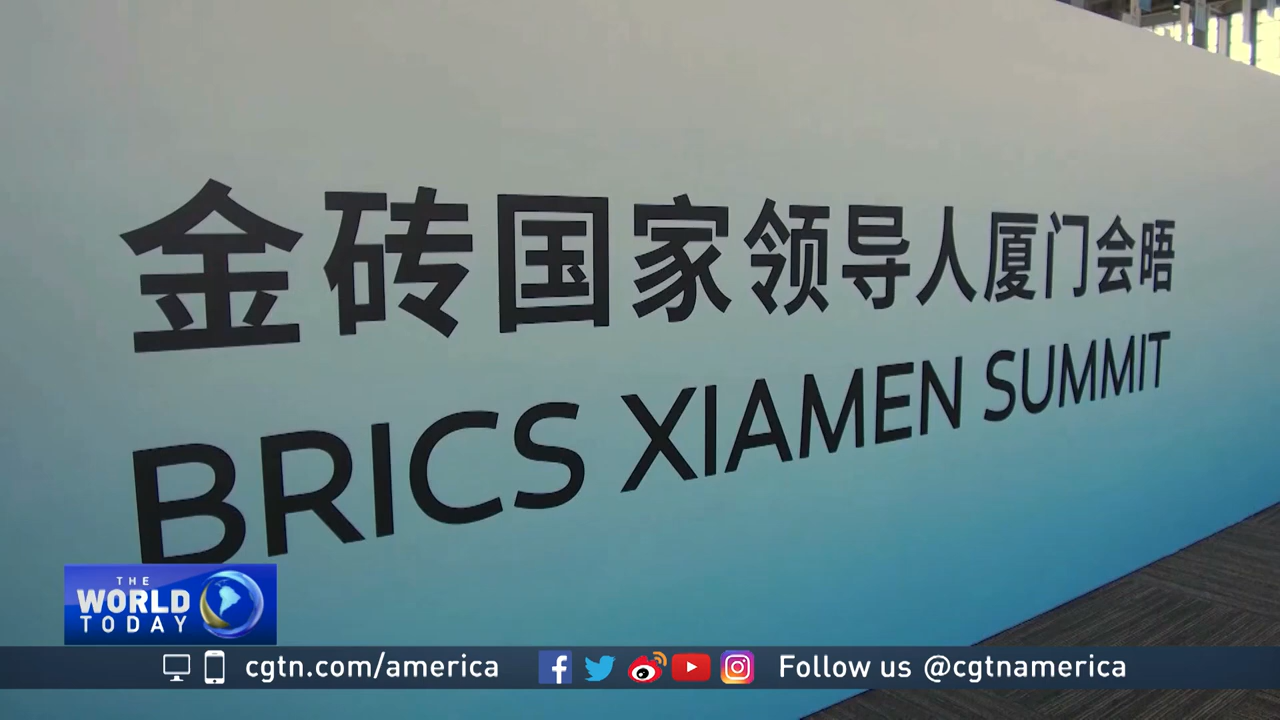 金砖国家领导人厦门会晤
BRICS XIAMEN SUMMIT
THE
WORLD
TODAY
cgtn.com/america
Follow us @cgtnamerica